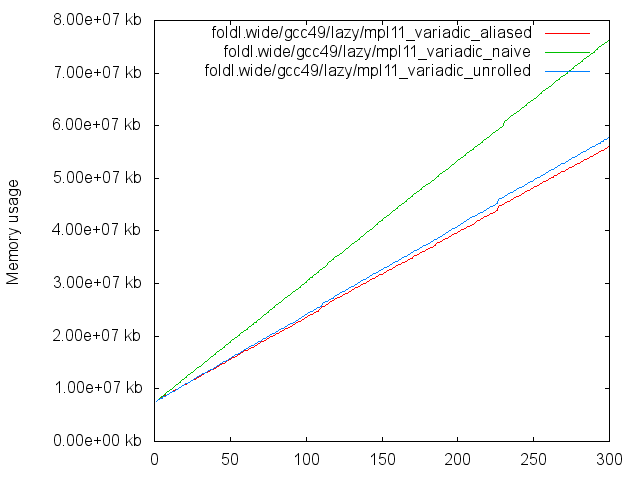 8.00e+07 kb
7.00e+07 kb
6.00e+07 kb
5.00e+07 kb
4.00e+07 kb
3.00e+07 kb
2.00e+07 kb
1.00e+07 kb
0.00e+00 kb
Memory usage
foldl.wide/gcc49/lazy/mpl11_variadic_aliased
foldl.wide/gcc49/lazy/mpl11_variadic_naive
foldl.wide/gcc49/lazy/mpl11_variadic_unrolled
0 50 100 150 200 250 300